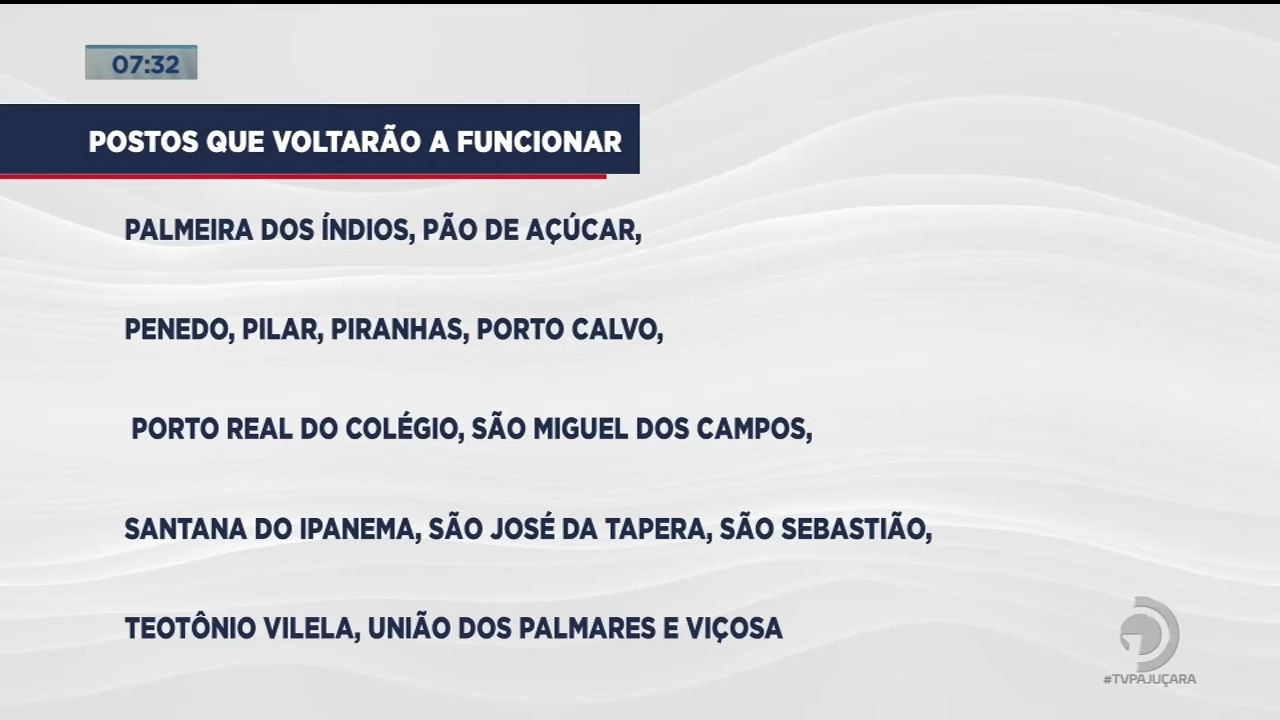 07:32
POSTOS QUE VOLTARÃO A FUNCIONAR
PALMEIRA DOS ÍNDIOS, PÃO DE AÇÚCAR,
PENEDO, PILAR, PIRANHAS, PORTO CALVO,
PORTO REAL DO COLÉGIO, SÃO MIGUEL DOS CAMPOS,
SANTANA DO IPANEMA, SÃO JOSÉ DA TAPERA, SÃO SEBASTIÃO,
TEOTÔNIO VILELA, UNIÃO DOS PALMARES E VIÇOSA
#TVPAJUÇARA